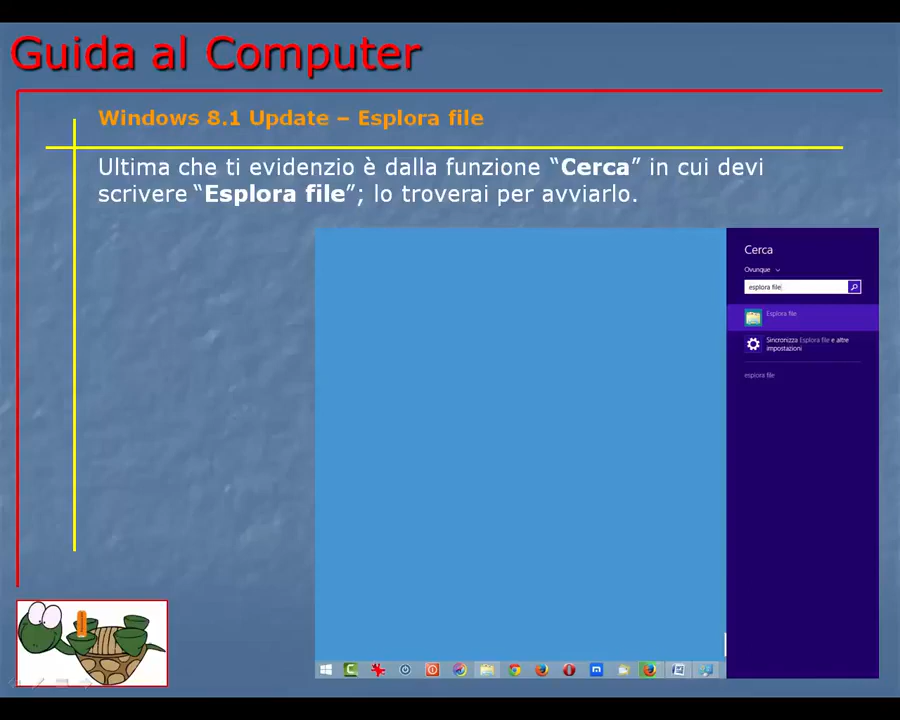 Guida al Computer
Windows 8.1 Update – Esplora file
Ultima che ti evidenzio è dalla funzione “Cerca” in cui devi
scrivere “Esplora file”; lo troverai per avviarlo.
Cerca
Ovunque
esplora file
Esplora file
Sincronizza Esplora file e altre
impostazioni
esplora file